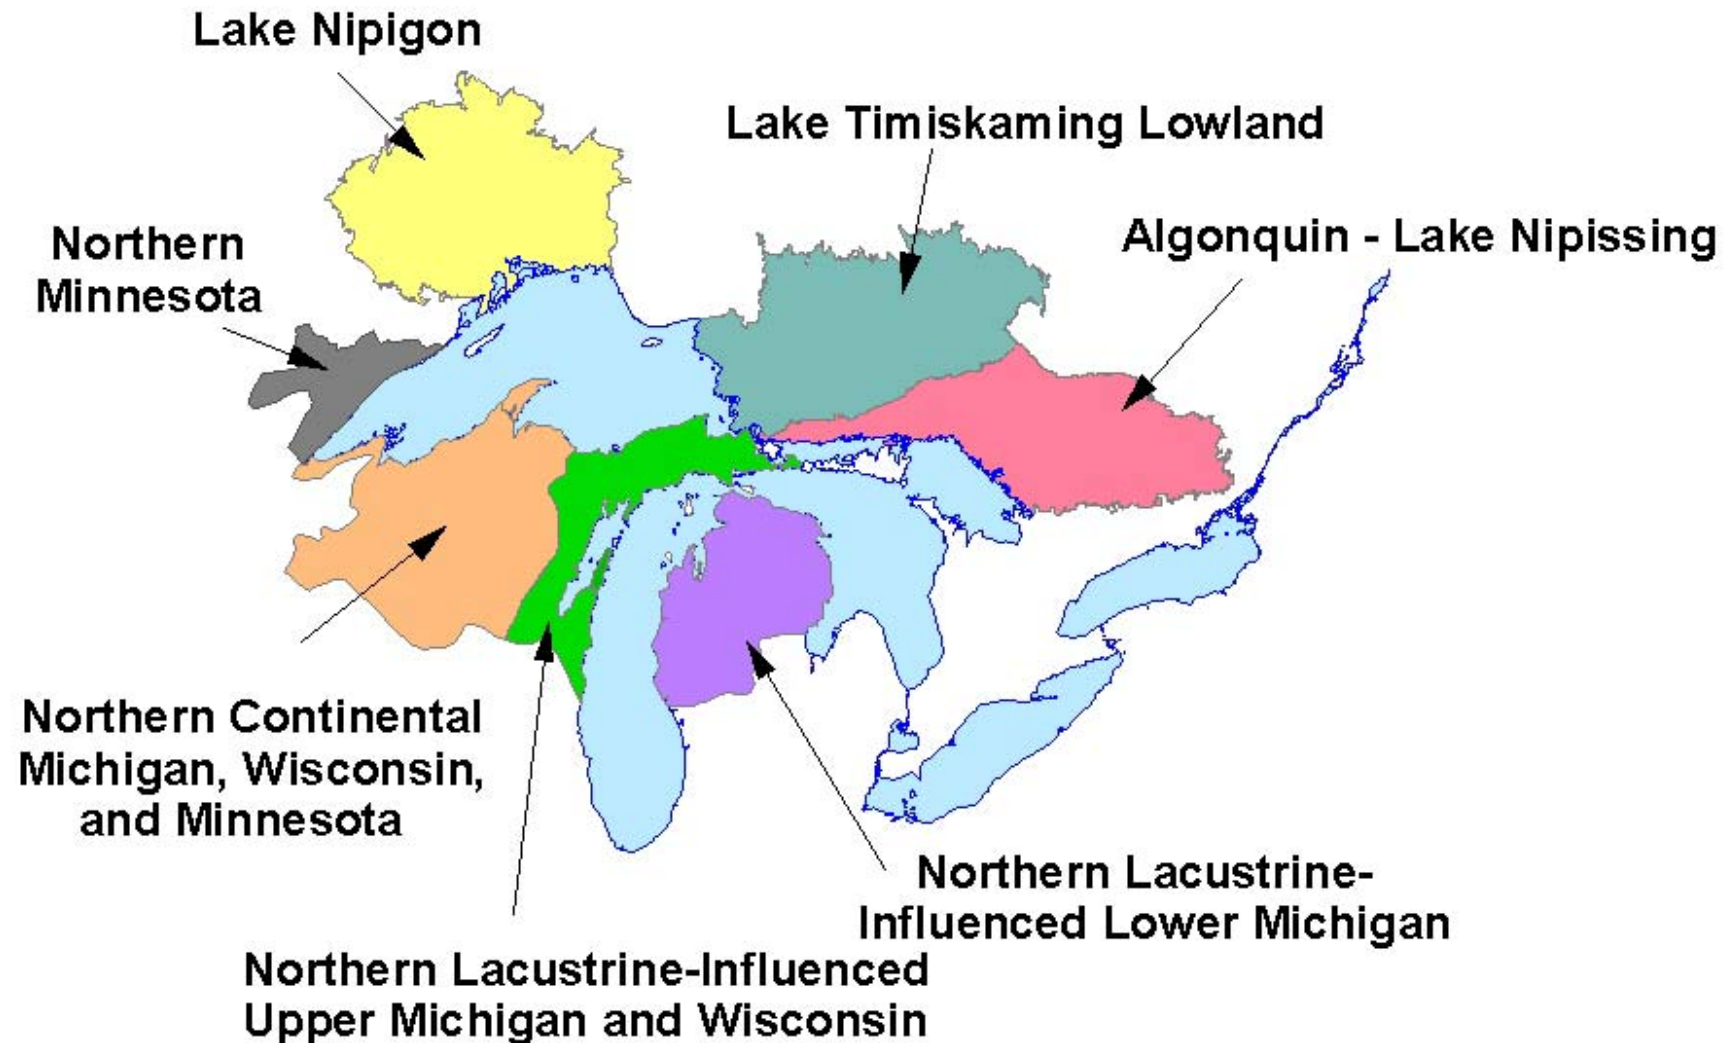 Lake Nipigon
Lake Timiskaming Lowland
Algonquin - Lake Nipissing
Northern
Minnesota
Northern Continental
Michigan, Wisconsin,
and Minnesota
Northern Lacustrine-
Influenced Lower Michigan
Northern Lacustrine-Influenced
Upper Michigan and Wisconsin